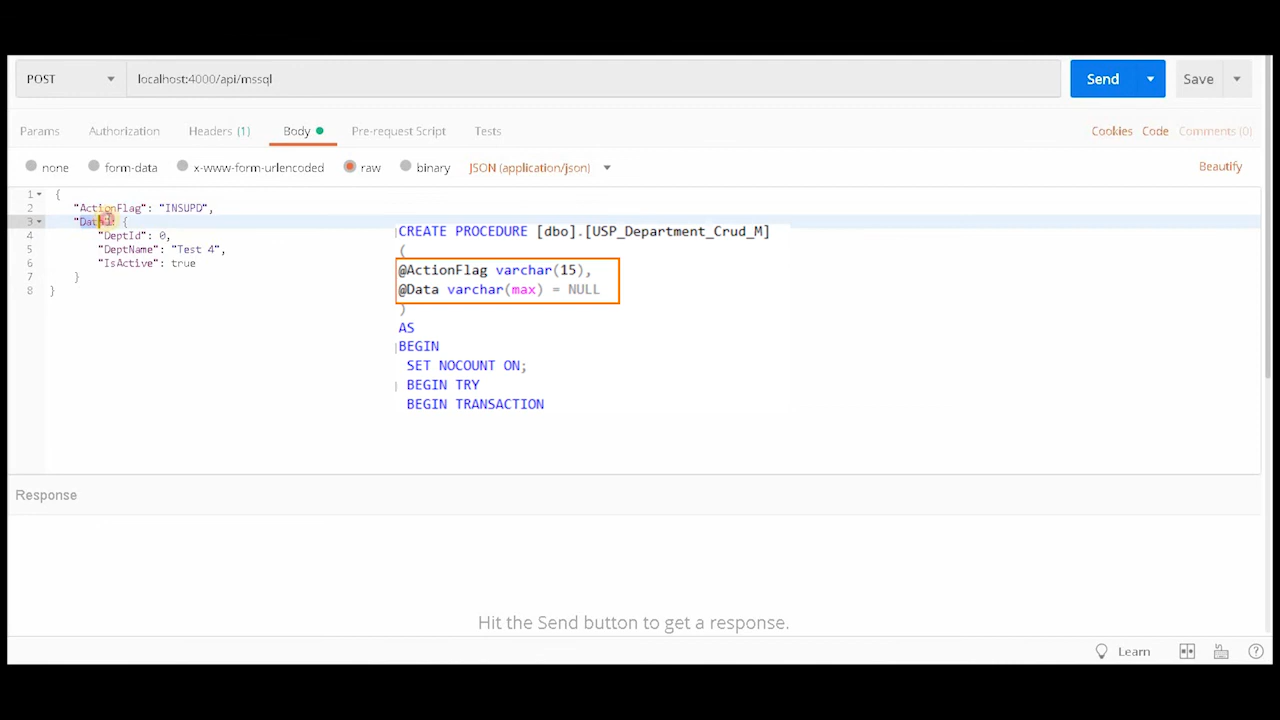 POST localhost:4000/api/mssql Send Save
Params Authorization Headers (1) Body Pre-request Script Tests Cookies Code Comments (0)
none form-data x-www-form-urlencoded raw binary JSON (application/json) Beautify
1 {
2 "ActionFlag": "INSUPD",
3 "Data": {
4 "DeptId": 0,
5 "DeptName": "Test 4",
6 "IsActive": true
7 }
8 }
CREATE PROCEDURE [dbo].[USP_Department_Crud_M]
(
@ActionFlag varchar(15),
@Data varchar(max) = NULL
)
AS
BEGIN
SET NOCOUNT ON;
BEGIN TRY
BEGIN TRANSACTION
Response
Hit the Send button to get a response.
Learn